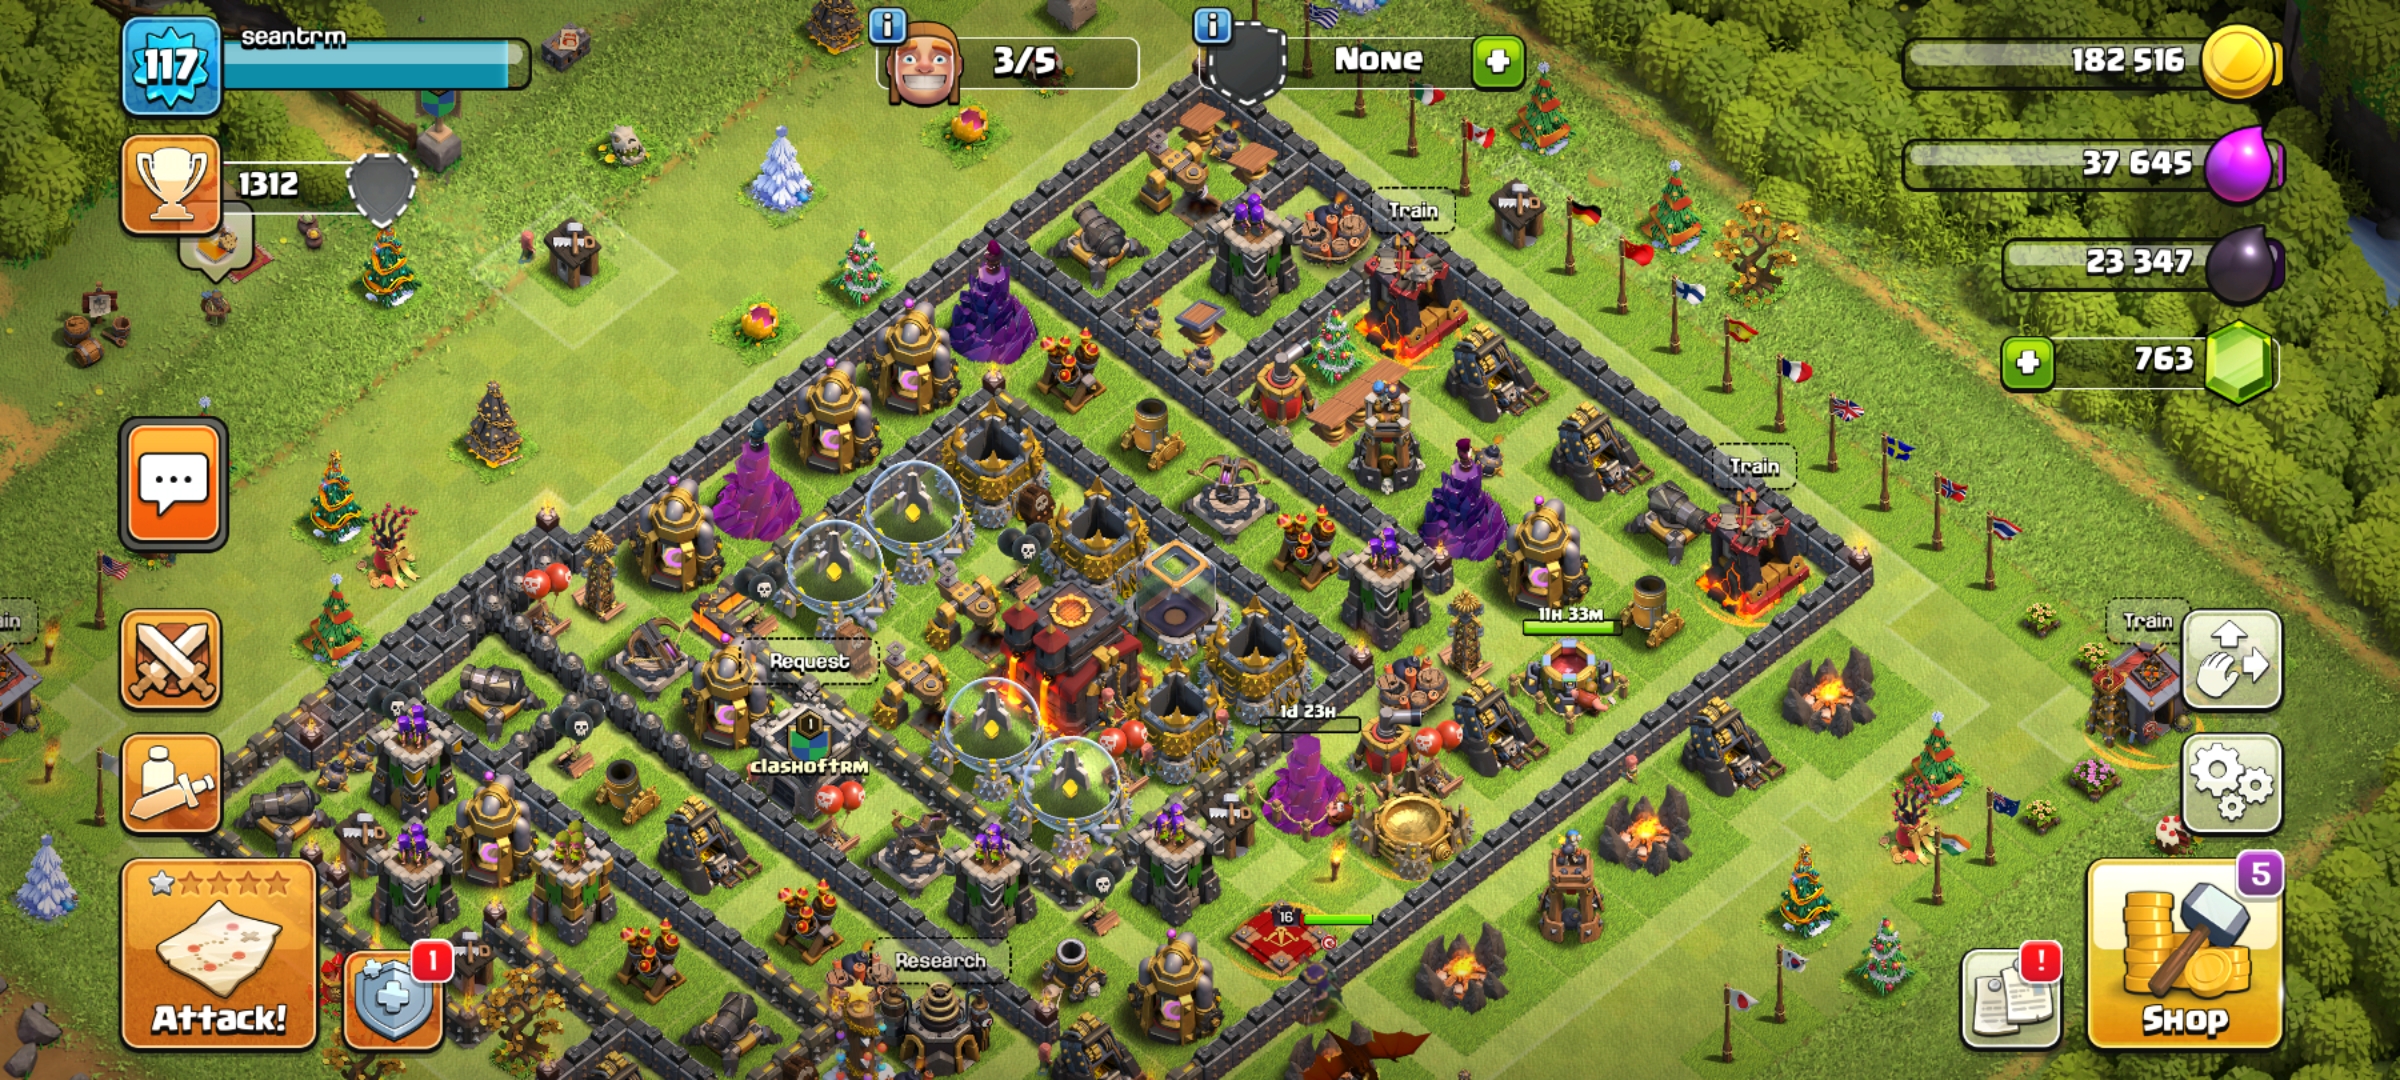 117
seantrm
i
3/5
i
None
182 516
1312
37 645
Train
23 347
763
Train
11H 33M
Train
Request
1d 23H
1
clashoftrm
5
16
Research
1
!
Attack!
Shop